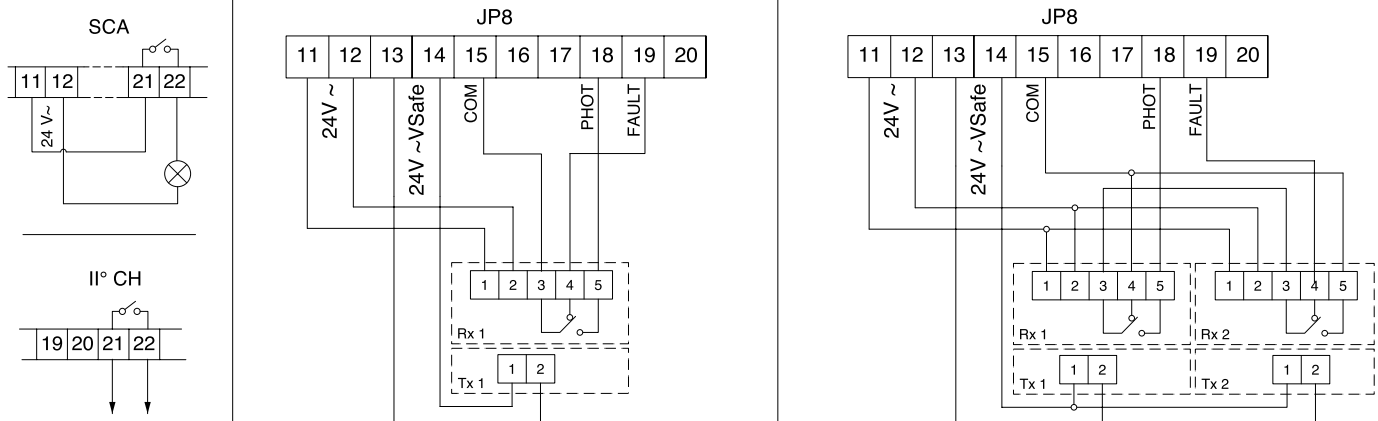 SCA
11 12 21 22
24 V~
II° CH
19 20 21 22
JP8
11 12 13 14 15 16 17 18 19 20
24V ~
24V ~VSafe
COM
PHOT
FAULT
1 2 3 4 5
Rx 1
1 2
Tx 1
JP8
11 12 13 14 15 16 17 18 19 20
24V ~
24V ~VSafe
COM
PHOT
FAULT
1 2 3 4 5
Rx 1
1 2 3 4 5
Rx 2
1 2
Tx 1
1 2
Tx 2